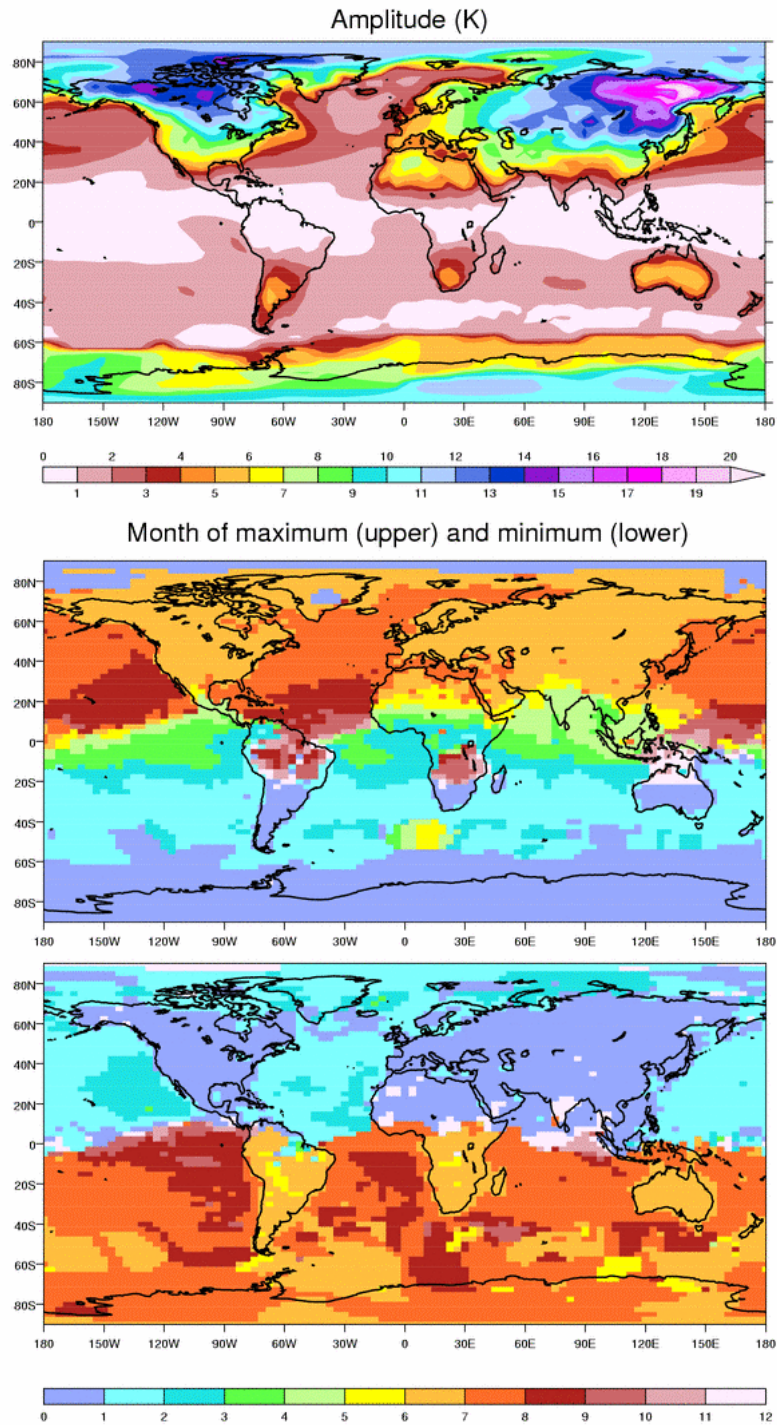 Amplitude (K)
80N
60N
40N
20N
0
20S
40S
60S
80S
180 150W 120W 90W 60W 30W 0 30E 60E 90E 120E 150E 180
0 2 4 6 8 10 12 14 16 18 20
1 3 5 7 9 11 13 15 17 19
Month of maximum (upper) and minimum (lower)
80N
60N
40N
20N
0
20S
40S
60S
80S
180 150W 120W 90W 60W 30W 0 30E 60E 90E 120E 150E 180
80N
60N
40N
20N
0
20S
40S
60S
80S
180 150W 120W 90W 60W 30W 0 30E 60E 90E 120E 150E 180
0 1 2 3 4 5 6 7 8 9 10 11 12